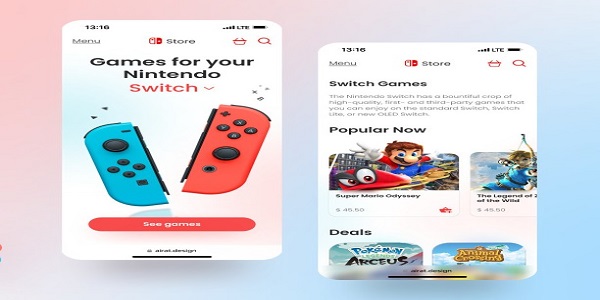 13:16
LTE
Menu
Store
Games for your
Nintendo
Switch
See games
airat.design
13:16
LTE
Menu
Store
Switch Games
The Nintendo Switch has a bountiful crop of
high-quality, first- and third-party games that
you can enjoy on the standard Switch, Switch
Lite, or new OLED Switch.
Popular Now
Super Mario Odyssey
$ 45,50
The Legend of Z
of the Wild
$ 45,50
Deals
POKÉMON
LEGENDS
ARCEUS
Animal
Crossing
airat.design